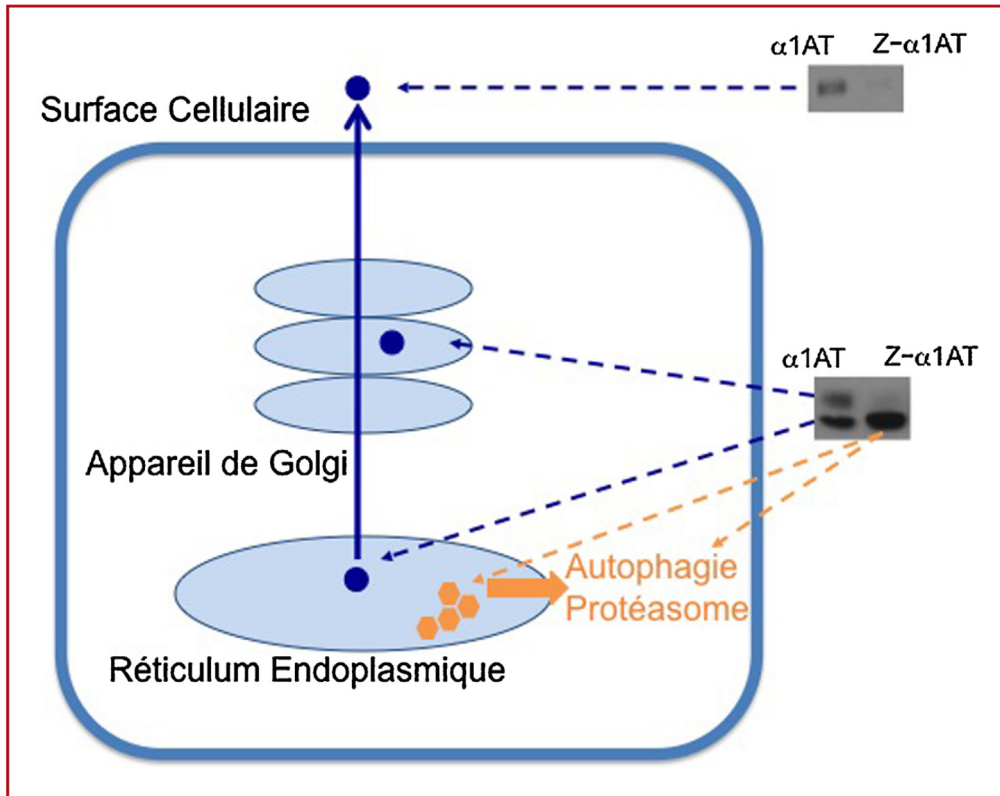 α1AT Z-α1AT
Surface Cellulaire
α1AT Z-α1AT
Appareil de Golgi
Autophagie
Protéasome
Réticulum Endoplasmique